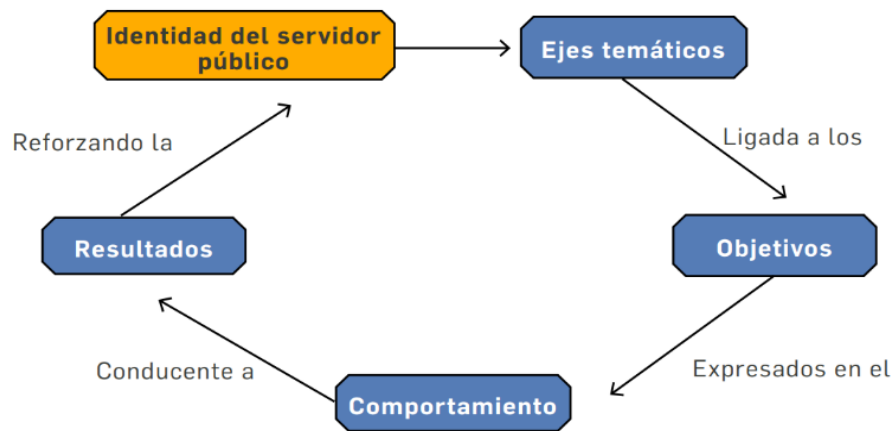 Identidad del servidor
público
Ejes temáticos
Ligada a los
Objetivos
Expresados en el
Comportamiento
Conducente a
Resultados
Reforzando la